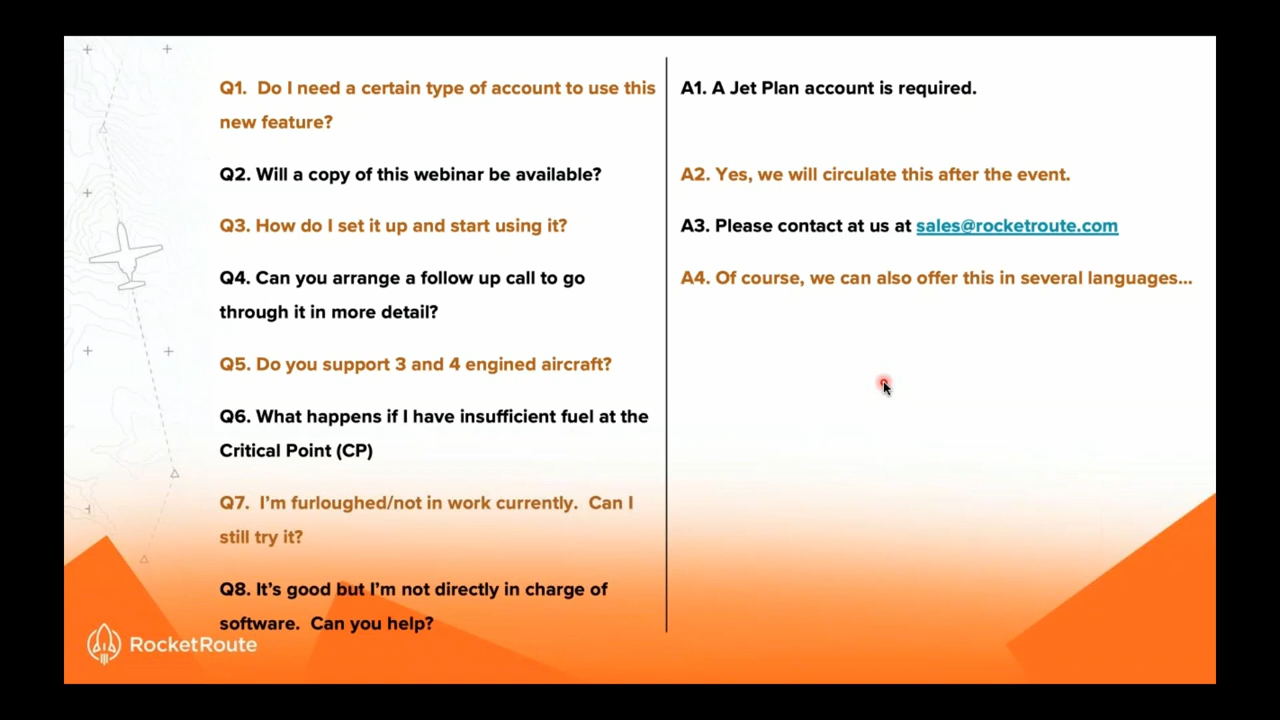 Q1.  Do I need a certain type of account to use this
new feature?
Q2. Will a copy of this webinar be available?
Q3. How do I set it up and start using it?
Q4. Can you arrange a follow up call to go
through it in more detail?
Q5. Do you support 3 and 4 engined aircraft?
Q6. What happens if I have insufficient fuel at the
Critical Point (CP)
Q7.  I’m furloughed/not in work currently.  Can I
still try it?
Q8. It’s good but I’m not directly in charge of
software.  Can you help?
A1. A Jet Plan account is required.
A2. Yes, we will circulate this after the event.
A3. Please contact at us at sales@rocketroute.com
A4. Of course, we can also offer this in several languages...
RocketRoute